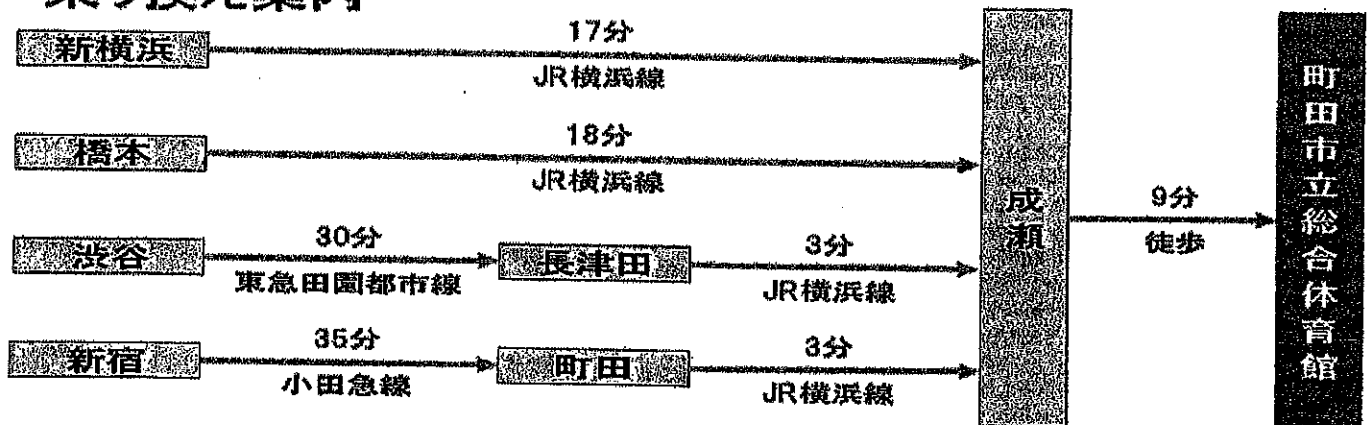 新横浜
17分
JR横浜線
橋本
18分
JR横浜線
渋谷
30分
東急田園都市線
長津田
3分
JR横浜線
新宿
35分
小田急線
町田
3分
JR横浜線
成瀬
9分
徒歩
町田市立総合体育館